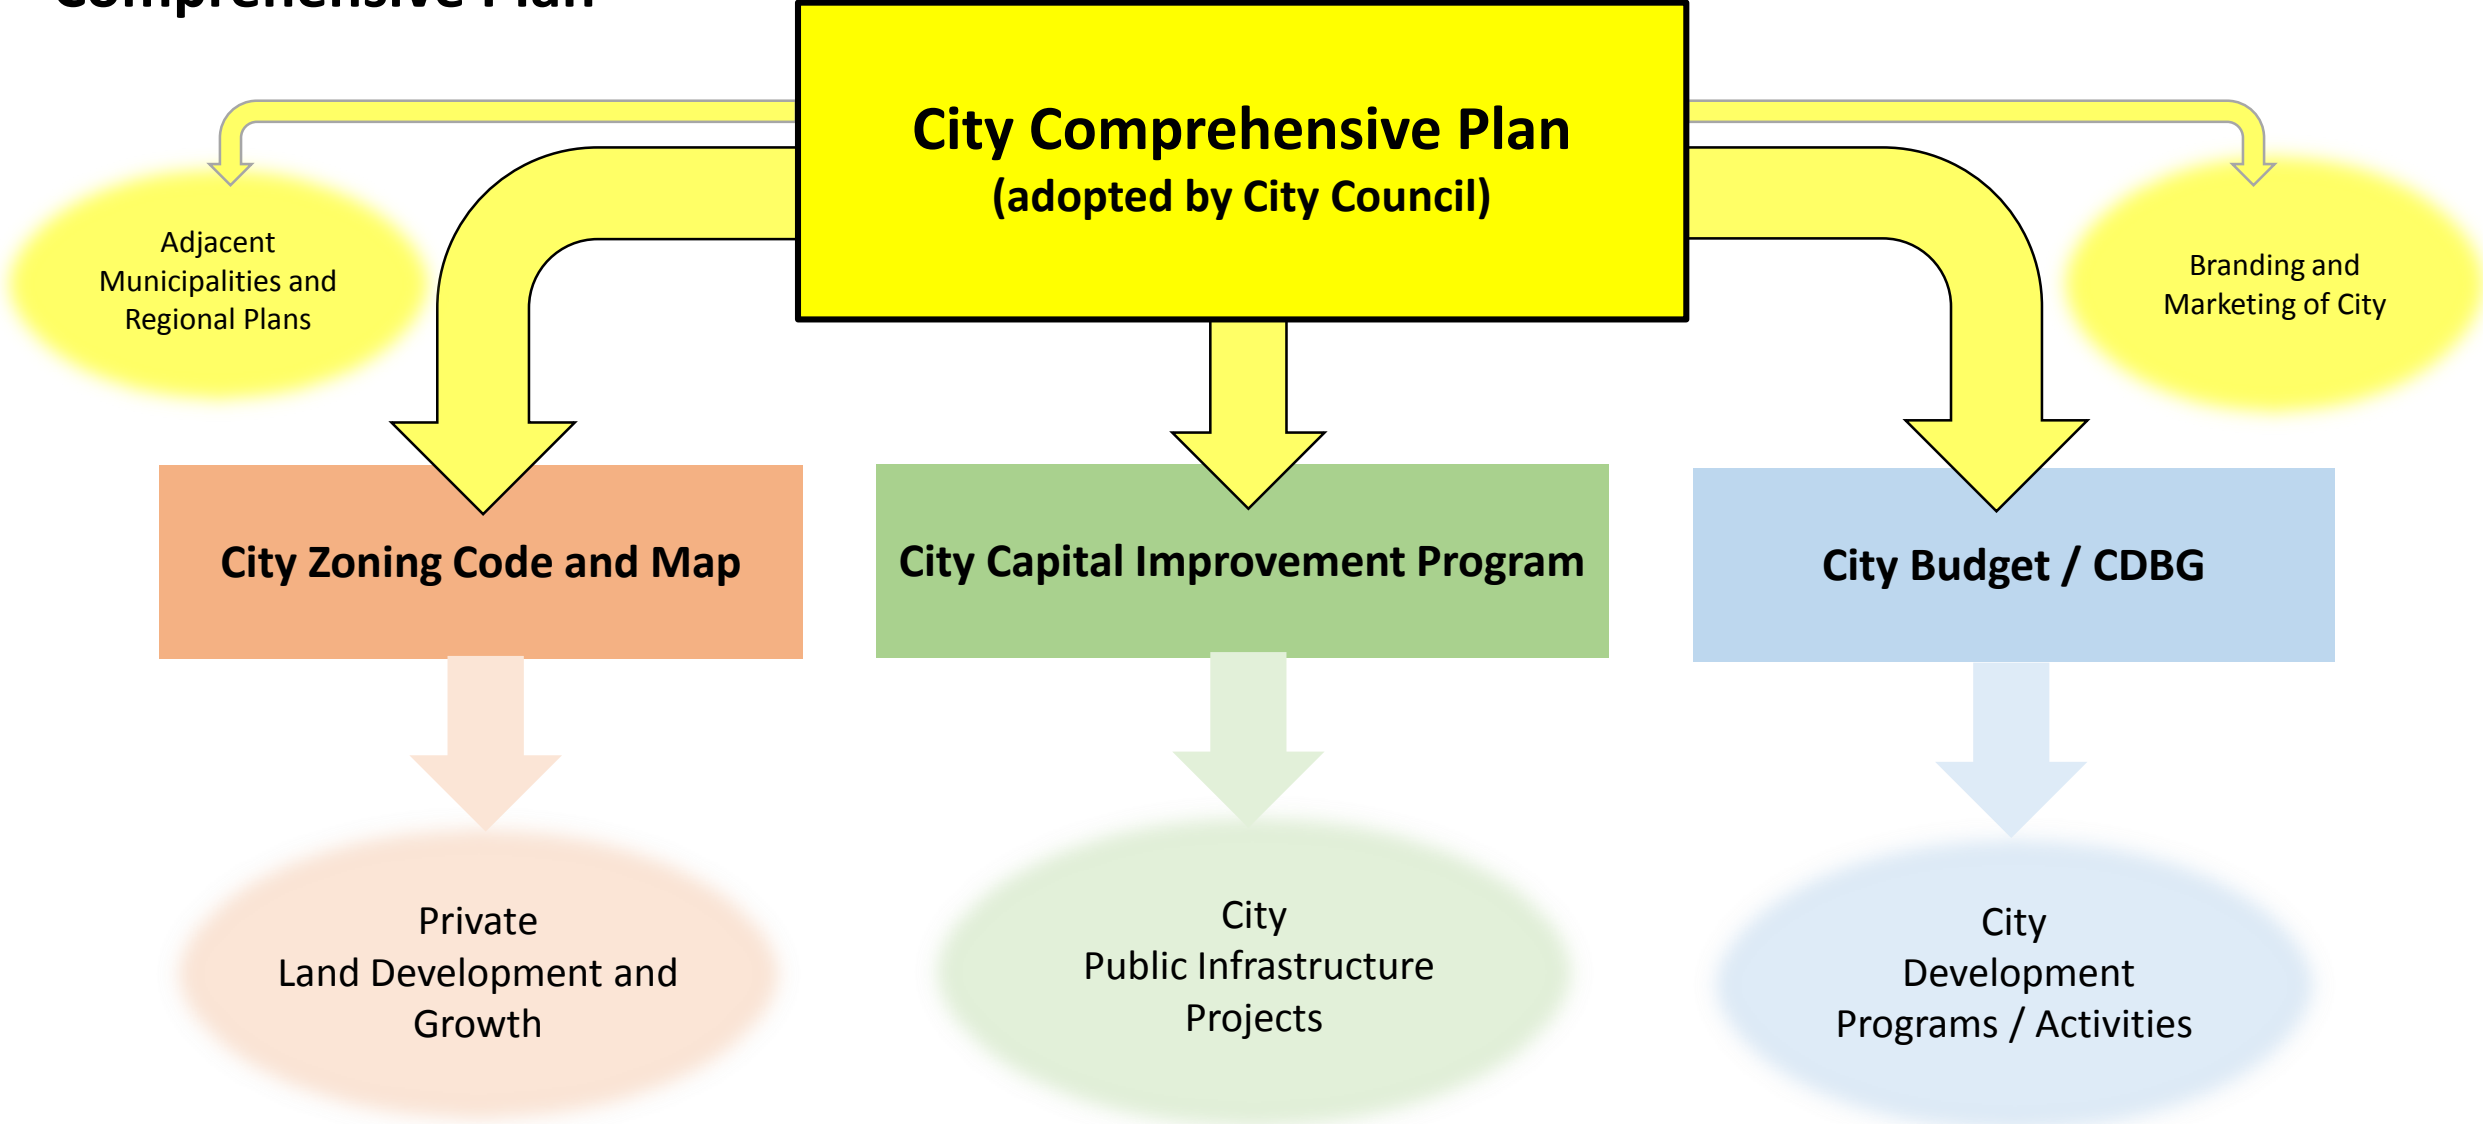 Comprehensive Plan
City Comprehensive Plan
(adopted by City Council)
Adjacent
Municipalities and
Regional Plans
Branding and
Marketing of City
City Zoning Code and Map
City Capital Improvement Program
City Budget / CDBG
Private
Land Development and
Growth
City
Public Infrastructure
Projects
City
Development
Programs / Activities